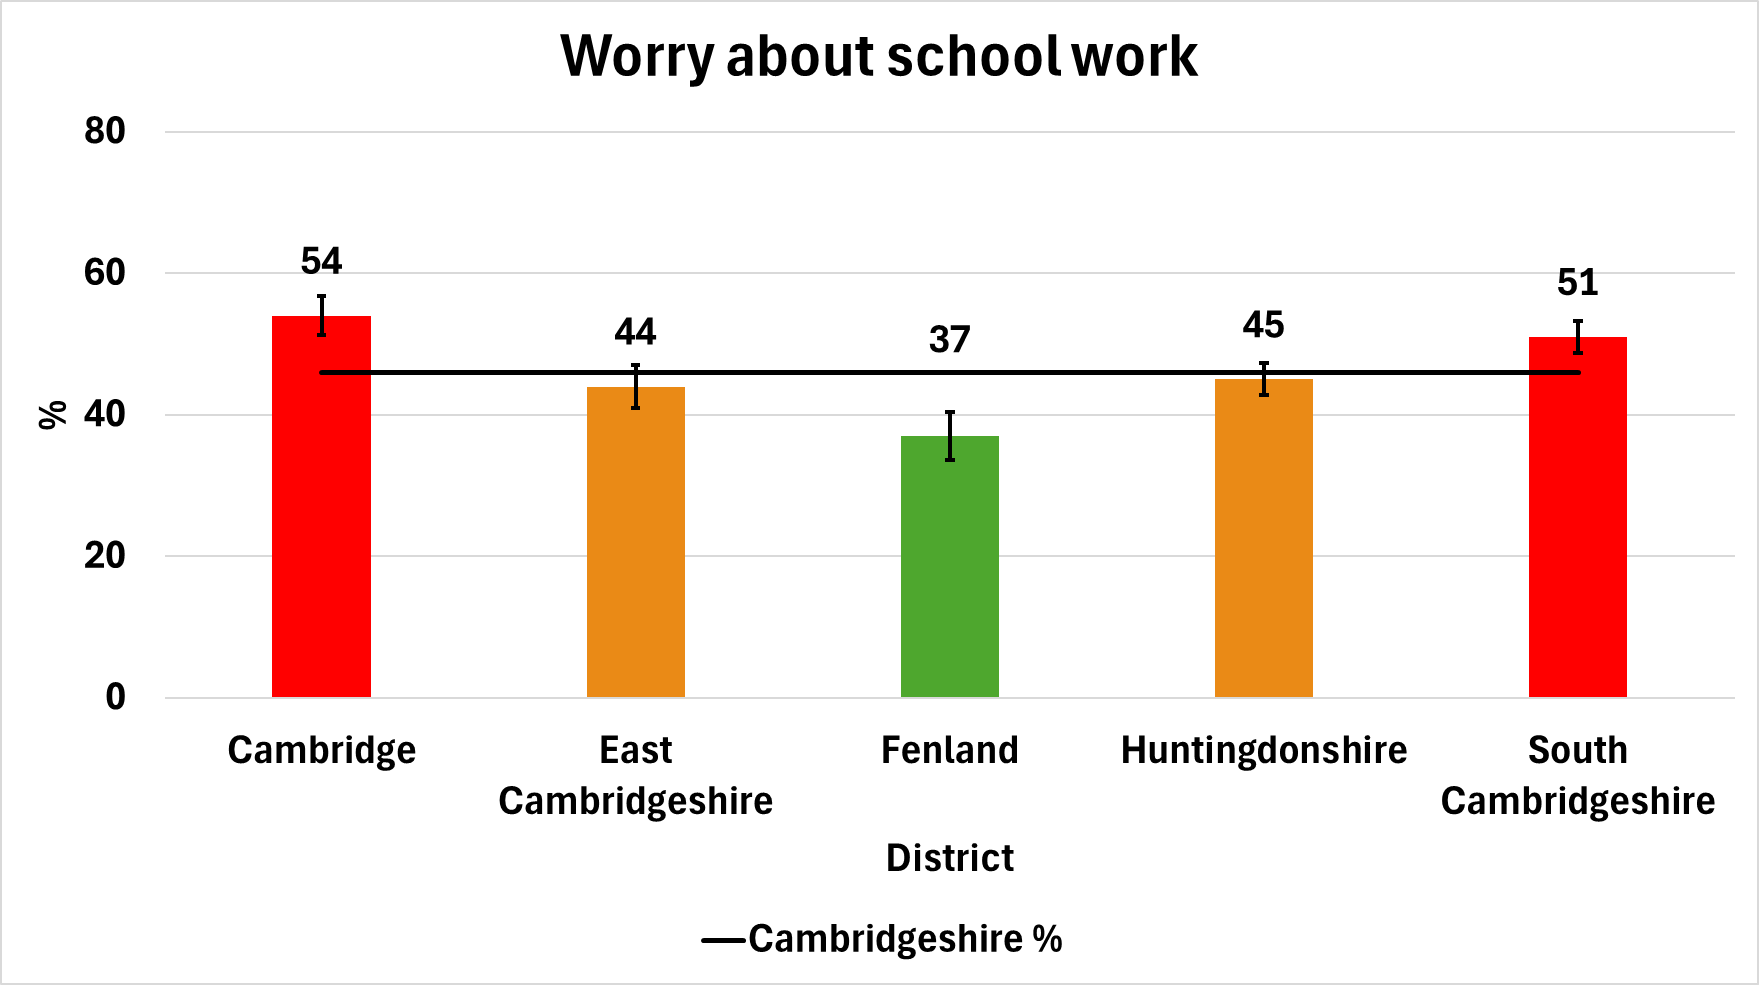 Worry about school work
80
60
40
20
0
%
54
44
37
45
51
Cambridge
East
Cambridgeshire
Fenland
Huntingdonshire
South
Cambridgeshire
District
Cambridgeshire %